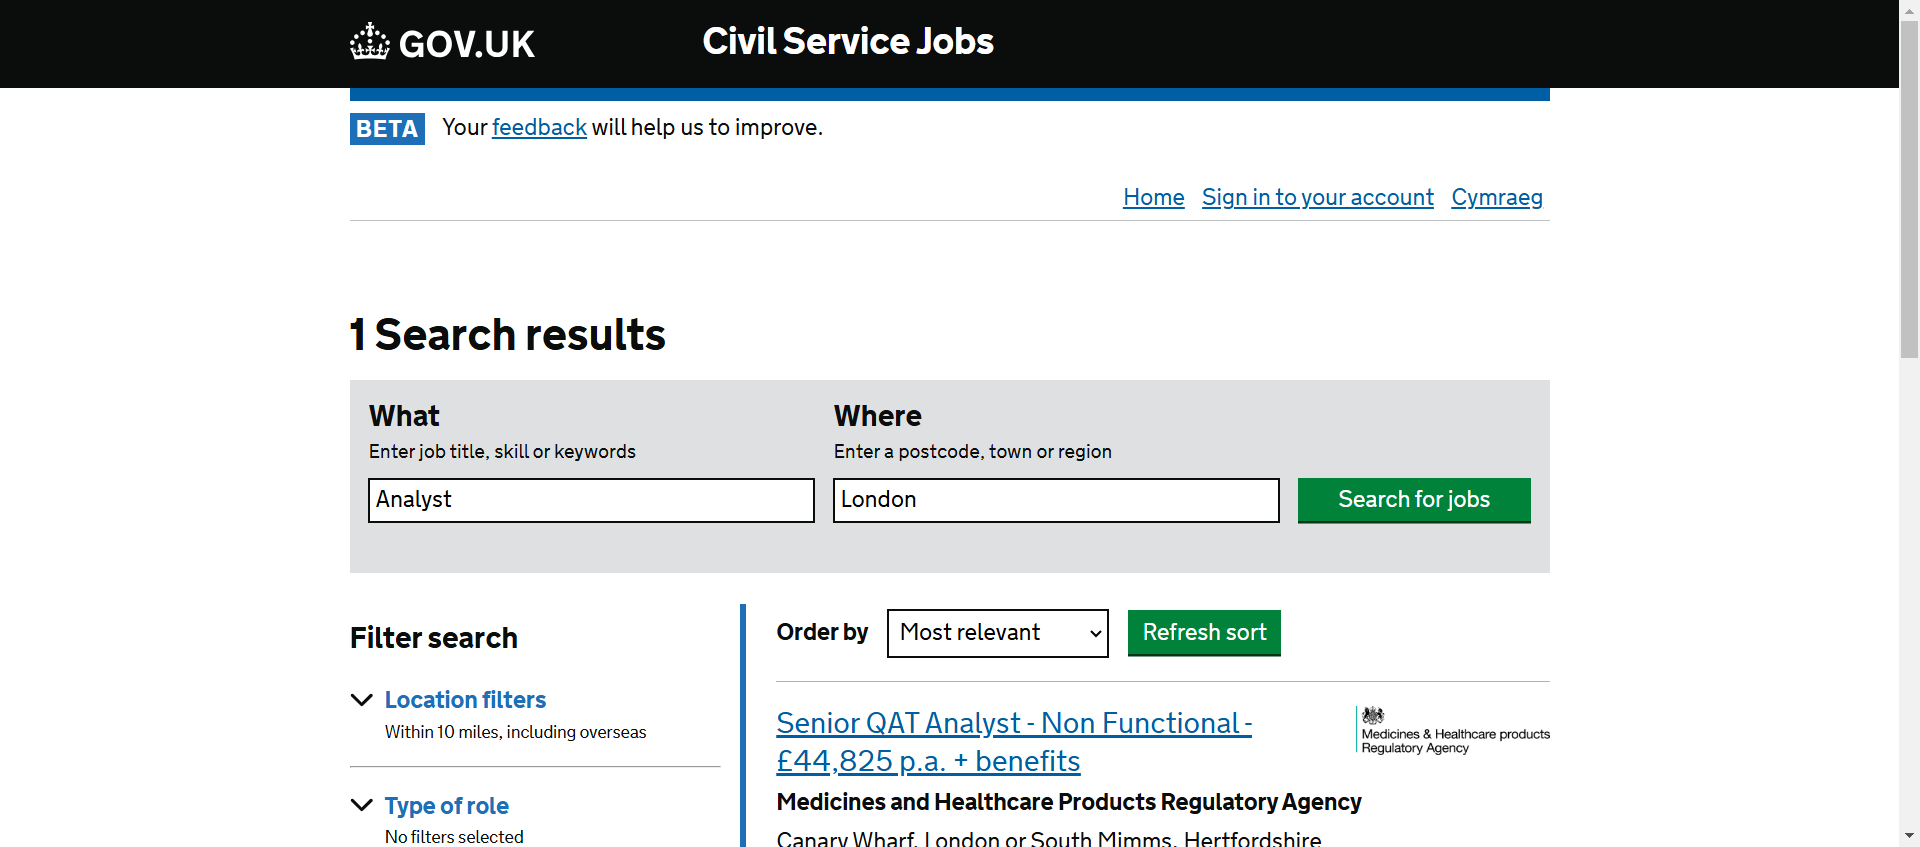 GOV.UK
Civil Service Jobs
BETA Your feedback will help us to improve.
Home Sign in to your account Cymraeg
1 Search results
What
Enter job title, skill or keywords
Analyst
Where
Enter a postcode, town or region
London
Search for jobs
Filter search
Location filters
Within 10 miles, including overseas
Type of role
No filters selected
Order by Most relevant Refresh sort
Senior QAT Analyst - Non Functional -
£44,825 p.a. + benefits
Medicines & Healthcare products
Regulatory Agency
Medicines and Healthcare Products Regulatory Agency
Canary Wharf, London or South Mimms, Hertfordshire